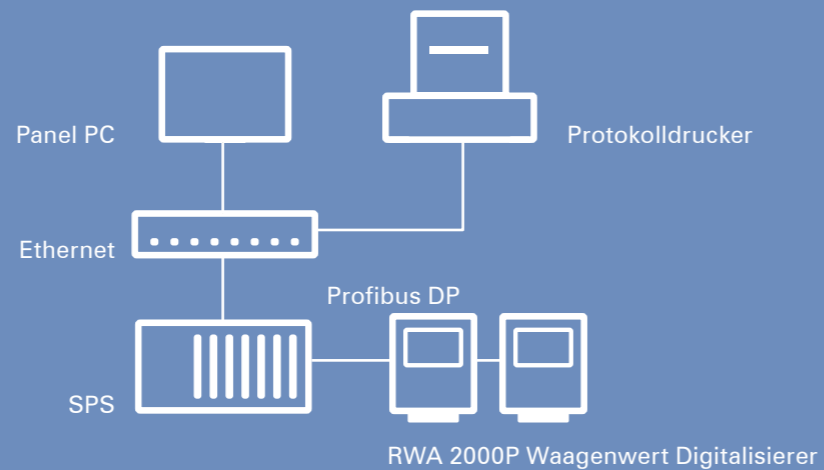 Panel PC
Protokolldrucker
Ethernet
Profibus DP
SPS
RWA 2000P Waagenwert Digitalisierer